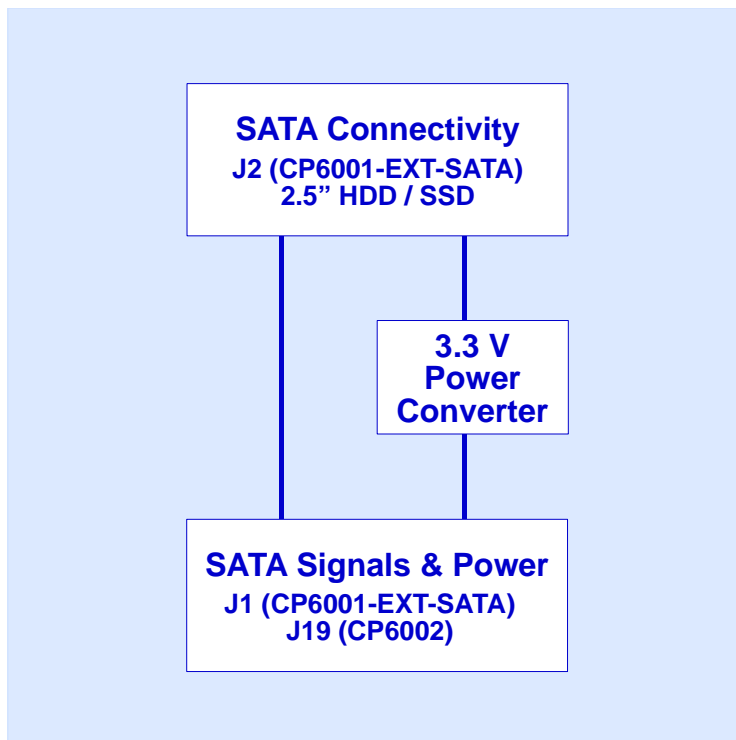 SATA Connectivity
J2 (CP6001-EXT-SATA)
2.5” HDD / SSD
3.3 V
Power
Converter
SATA Signals & Power
J1 (CP6001-EXT-SATA)
J19 (CP6002)